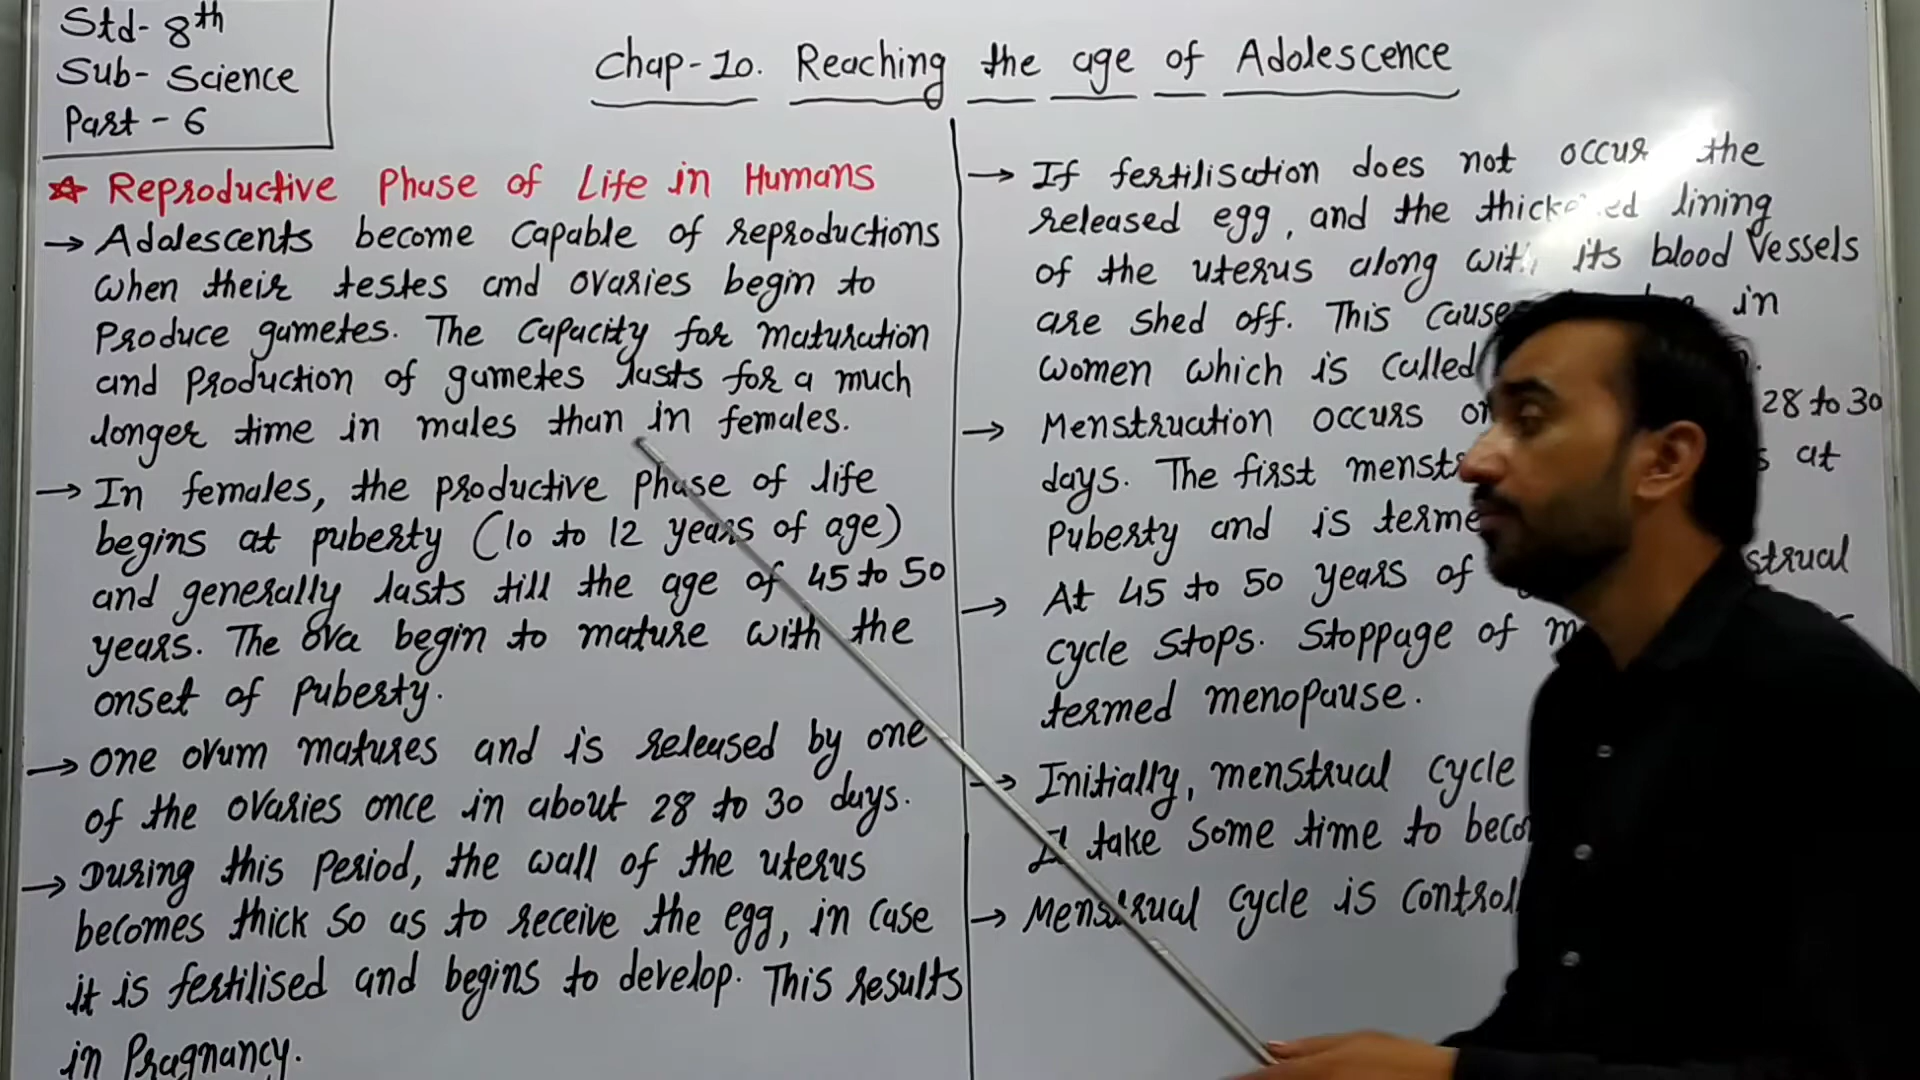 Std- 8th
Sub- Science
Part - 6
Chap-10. Reaching the age of Adolescence
☆ Reproductive Phase of Life in Humans
→ Adolescents become capable of reproductions
when their testes and ovaries begin to
Produce gametes. The capacity for maturation
and production of gametes lasts for a much
longer time in males than in females.
→ In females, the productive phase of life
begins at puberty (10 to 12 years of age)
and generally lasts till the age of 45 to 50
years. The ova begin to mature with the
onset of puberty.
→ one ovum matures and is released by one
of the ovaries once in about 28 to 30 days.
→ During this period, the wall of the uterus
becomes thick so as to receive the egg, in case
it is fertilised and begins to develop. This results
in Pragnancy.
→ If fertilisation does not occur the
released egg, and the thickened lining
of the uterus along with its blood vessels
are shed off. This in
women which is called
→ Menstruation occurs 28 to 30
days. The first at
Puberty and is
→ At 45 to 50 years of
cycle stops. Stoppage of
termed menopause.
→ Initially, menstrual cycle
It take some time to
→ Menstrual cycle is